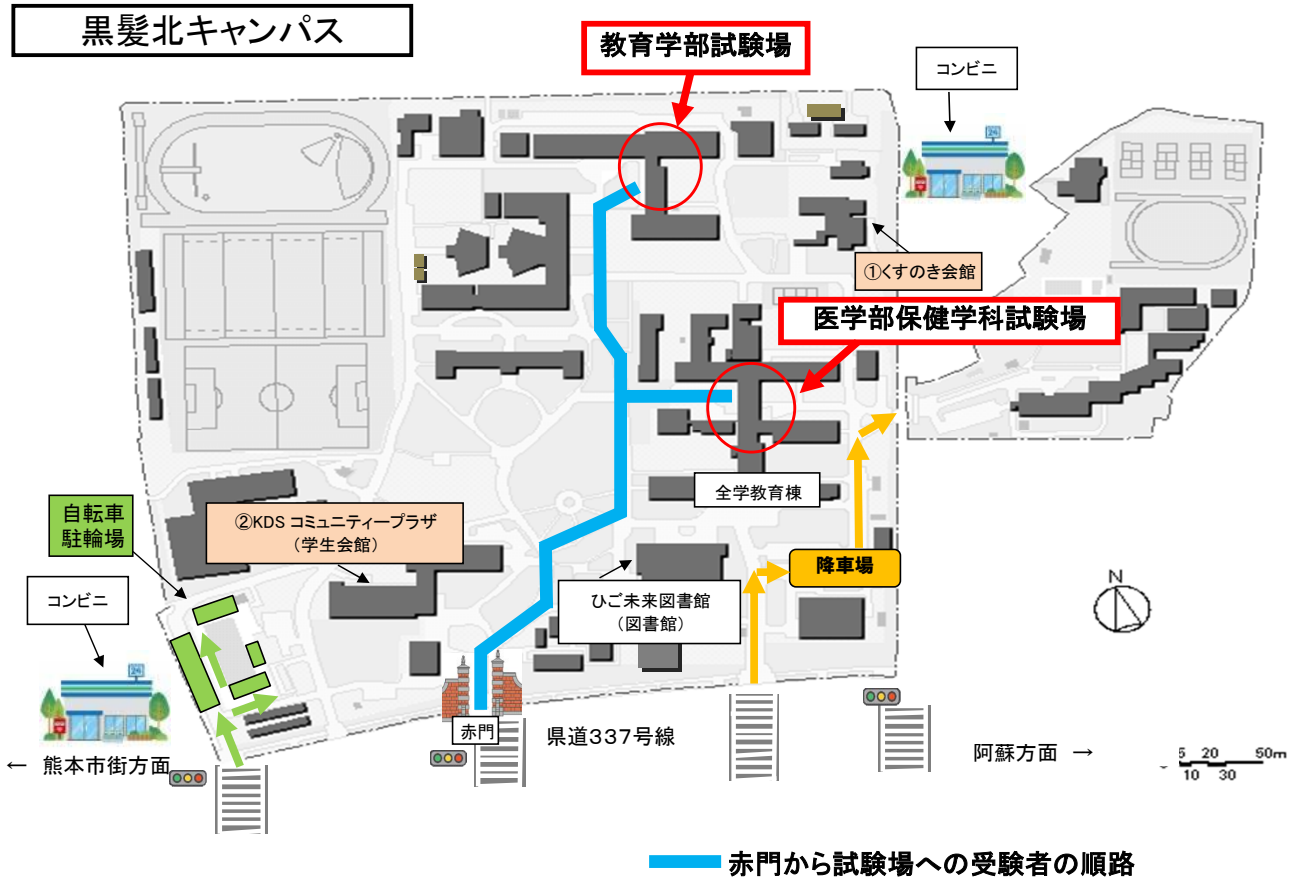 黒髪北キャンパス
教育学部試験場
コンビニ
24
①くすのき会館
医学部保健学科試験場
全学教育棟
自転車
駐輪場
②KDS コミュニティープラザ
（学生会館）
降車場
コンビニ
ひご未来図書館
（図書館）
N
24
赤門
県道337号線
← 熊本市街方面
阿蘇方面 →
5 20 50m
10 30
赤門から試験場への受験者の順路